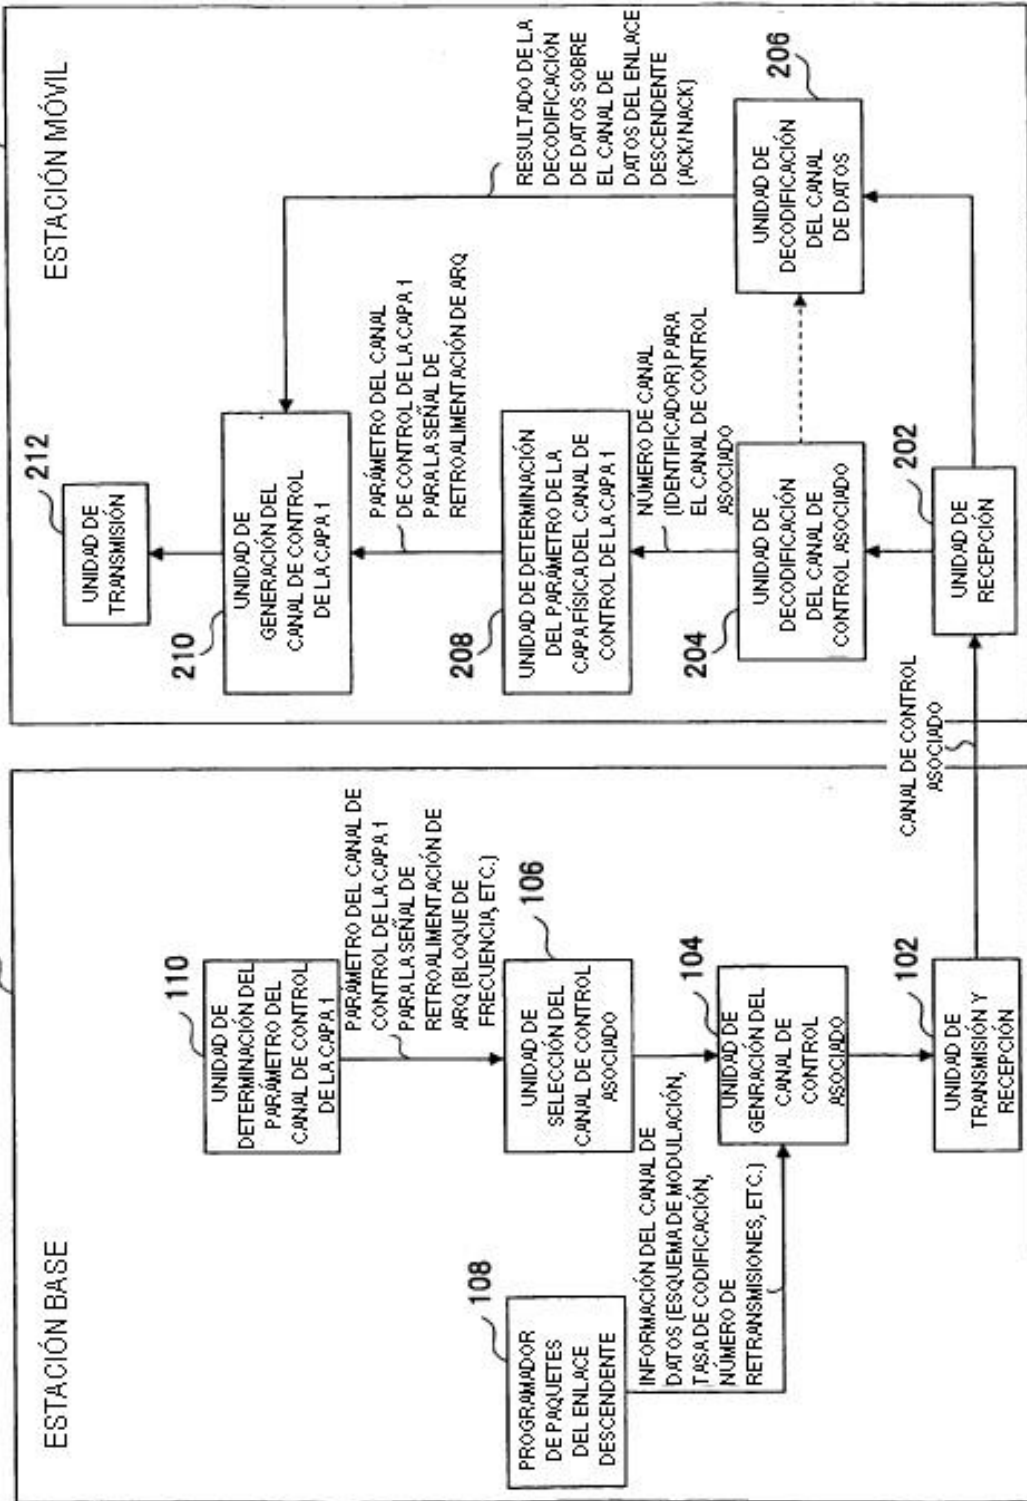 ESTACIÓN BASE
110
UNIDAD DE
DETERMINACIÓN DEL
PARÁMETRO DEL
CANAL DE CONTROL
DE LA CAPA 1
PARÁMETRO DEL CANAL DE
CONTROL DE LA CAPA 1
PARA LA SEÑAL DE
RETROALIMENTACIÓN DE
ARQ (BLOQUE DE
FRECUENCIA, ETC.)
106
UNIDAD DE
SELECCIÓN DEL
CANAL DE CONTROL
ASOCIADO
108
PROGRAMADOR
DE PAQUETES
DEL ENLACE
DESCENDENTE
INFORMACIÓN DEL CANAL DE
DATOS (ESQUEMA DE MODULACIÓN,
TASA DE CODIFICACIÓN,
NÚMERO DE
RETRANSMISIONES, ETC.)
104
UNIDAD DE
GENRACIÓN DEL
CANAL DE
CONTROL
ASOCIADO
102
UNIDAD DE
TRANSMISIÓN Y
RECEPCIÓN
CANAL DE CONTROL
ASOCIADO
ESTACIÓN MÓVIL
212
UNIDAD DE
TRANSMISIÓN
210
UNIDAD DE
GENERACIÓN DEL
CANAL DE CONTROL
DE LA CAPA 1
PARÁMETRO DEL CANAL
DE CONTROL DE LA CAPA 1
PARA LA SEÑAL DE
RETROALIMENTACIÓN DE ARQ
RESULTADO DE LA
DECODIFICACIÓN
DE DATOS SOBRE
EL CANAL DE
DATOS DEL ENLACE
DESCENDENTE
(ACK/NACK)
208
UNIDAD DE DETERMINACIÓN
DEL PARÁMETRO DE LA
CAPA FÍSICA DEL CANAL DE
CONTROL DE LA CAPA 1
NÚMERO DE CANAL
(IDENTIFICADOR) PARA
EL CANAL DE CONTROL
ASOCIADO
204
UNIDAD DE
DECODIFICACIÓN
DEL CANAL DE
CONTROL ASOCIADO
206
UNIDAD DE
DECODIFICACIÓN
DEL CANAL
DE DATOS
202
UNIDAD DE
RECEPCIÓN